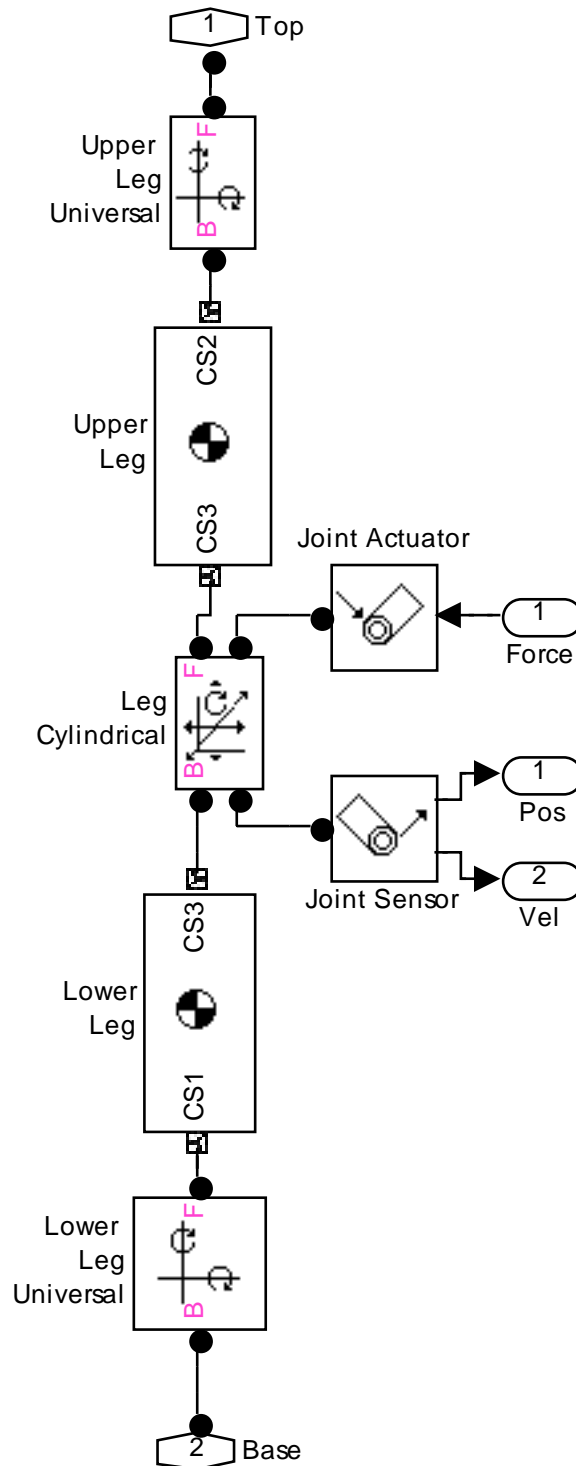 1
Top
F
Upper
Leg
Universal
B
CS2
Upper
Leg
CS3
Joint Actuator
1
Force
F
Leg
Cylindrical
B
1
Pos
Joint Sensor
2
Vel
CS3
Lower
Leg
CS1
F
Lower
Leg
Universal
B
2
Base